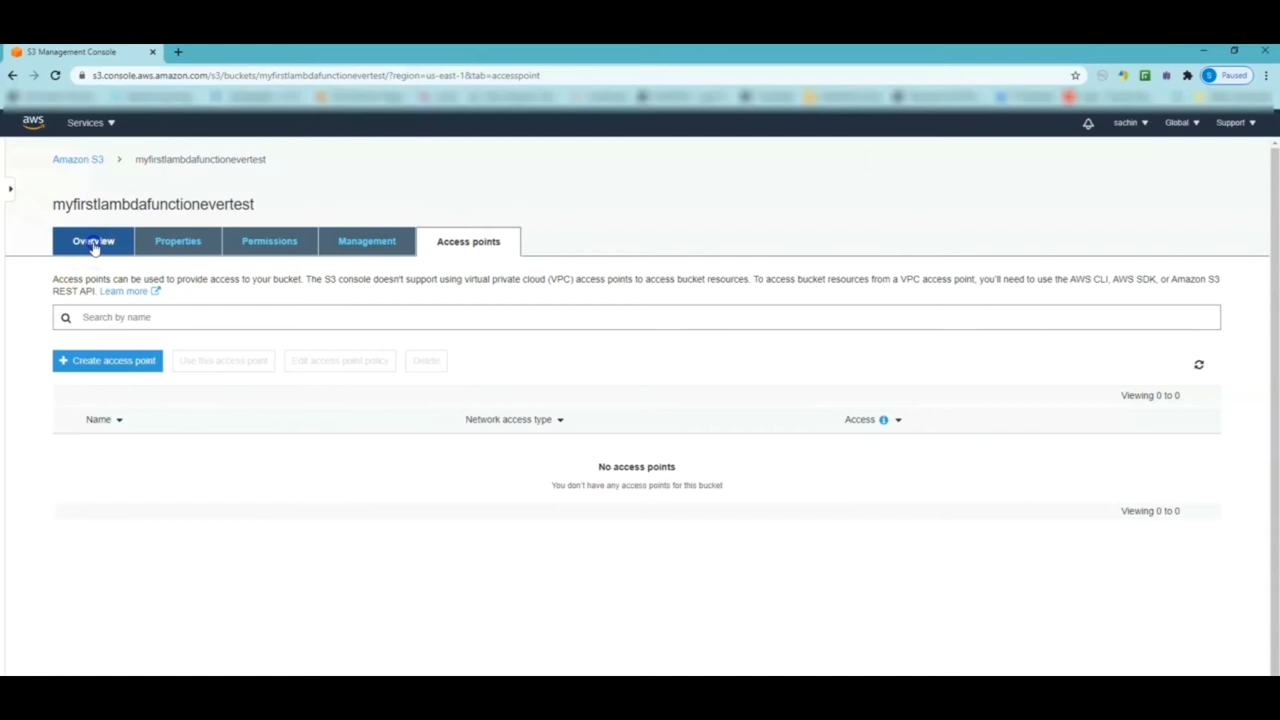 S3 Management Console
s3.console.aws.amazon.com/s3/buckets/myfirstlambdafunctionevertest/?region=us-east-1&tab=accesspoint
S Paused
aws Services sachin Global Support
Amazon S3 > myfirstlambdafunctionevertest
myfirstlambdafunctionevertest
Overview Properties Permissions Management Access points
Access points can be used to provide access to your bucket. The S3 console doesn't support using virtual private cloud (VPC) access points to access bucket resources. To access bucket resources from a VPC access point, you'll need to use the AWS CLI, AWS SDK, or Amazon S3
REST API. Learn more
Search by name
+ Create access point Use this access point Edit access point policy Delete
Viewing 0 to 0
Name Network access type Access
No access points
You don't have any access points for this bucket
Viewing 0 to 0